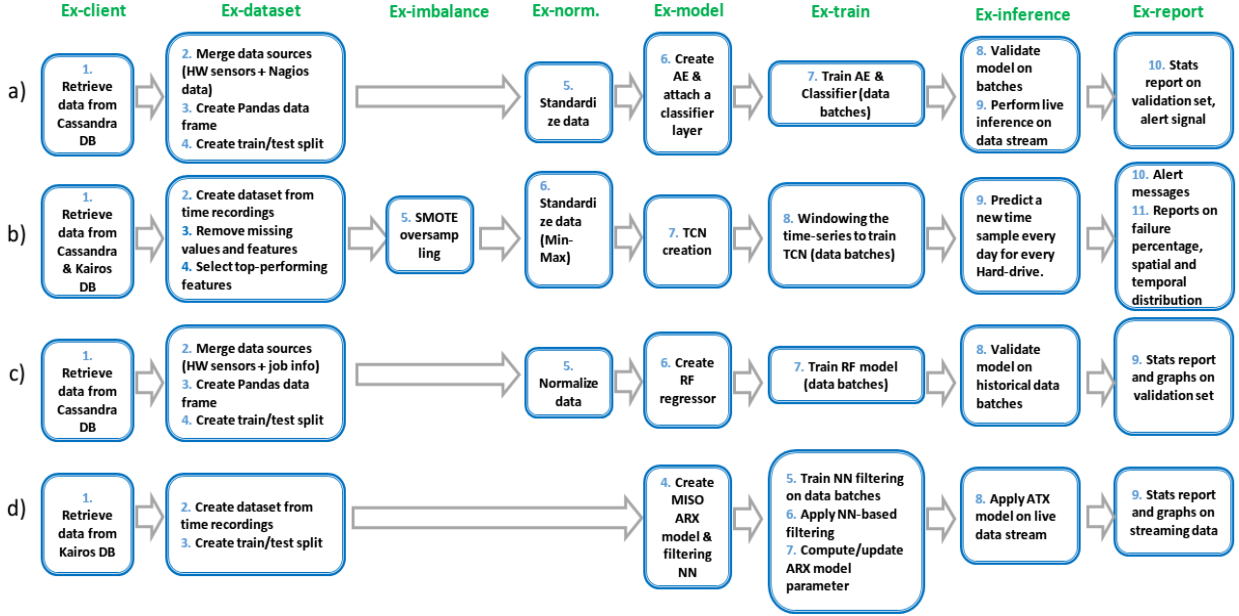 Ex-client
Ex-dataset
Ex-imbalance
Ex-norm.
Ex-model
Ex-train
Ex-inference
Ex-report
a)
1.
Retrieve
data from
Cassandra
DB
2. Merge data sources
(HW sensors + Nagios
data)
3. Create Pandas data
frame
4. Create train/test split
5.
Standardi
ze data
6. Create
AE &
attach a
classifier
layer
7. Train AE &
Classifier (data
batches)
8. Validate
model on
batches
9. Perform live
inference on
data stream
10. Stats
report on
validation set,
alert signal
b)
1.
Retrieve
data from
Cassandra
& Kairos
DB
2. Create dataset from
time recordings
3. Remove missing
values and features
4. Select top-performing
features
5. SMOTE
oversamp
ling
6.
Standardi
ze data
(Min-
Max)
7. TCN
creation
8. Windowing the
time-series to train
TCN (data batches)
9. Predict a
new time
sample every
day for every
Hard-drive.
10. Alert
messages
11. Reports on
failure
percentage,
spatial and
temporal
distribution
c)
1.
Retrieve
data from
Cassandra
DB
2. Merge data sources
(HW sensors + job info)
3. Create Pandas data
frame
4. Create train/test split
5.
Normalize
data
6. Create
RF
regressor
7. Train RF model
(data batches)
8. Validate
model on
historical data
batches
9. Stats report
and graphs on
validation set
d)
1.
Retrieve
data from
Kairos DB
2. Create dataset from
time recordings
3. Create train/test split
4. Create
MISO
ARX
model &
filtering
NN
5. Train NN filtering
on data batches
6. Apply NN-based
filtering
7. Compute/update
ARX model
parameter
8. Apply ATX
model on live
data stream
9. Stats report
and graphs on
streaming data